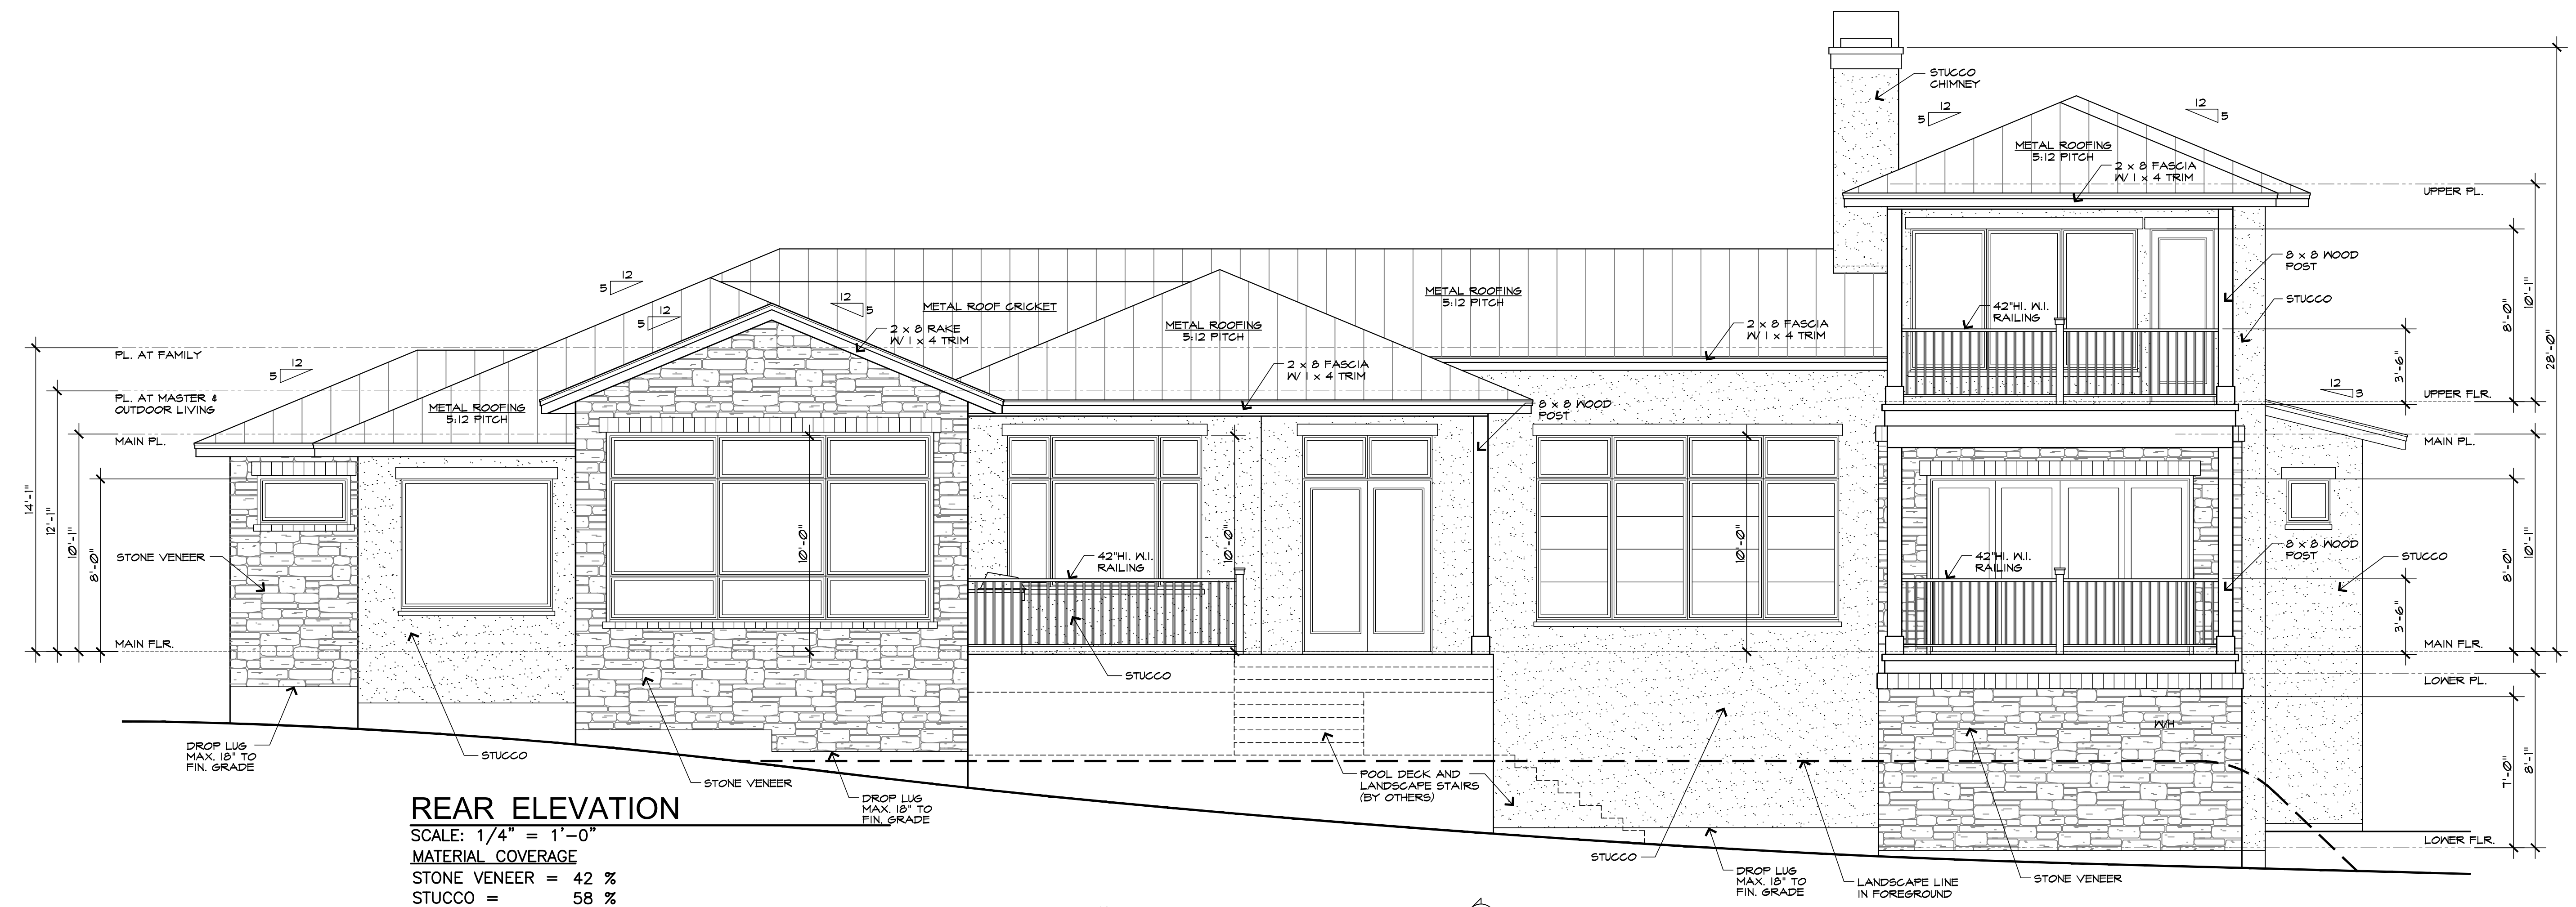 STUCCO
CHIMNEY
12
5
12
5
METAL ROOFING
5:12 PITCH
2 x 8 FASCIA
W/ 1 x 4 TRIM
UPPER PL.
8 x 8 WOOD
POST
STUCCO
42"HI. W.I.
RAILING
8'-0"
10'-1"
28'-0"
3'-6"
12
5
12
5
12
5
METAL ROOF CRICKET
2 x 8 RAKE
W/ 1 x 4 TRIM
METAL ROOFING
5:12 PITCH
METAL ROOFING
5:12 PITCH
2 x 8 FASCIA
W/ 1 x 4 TRIM
PL. AT FAMILY
12
5
2 x 8 FASCIA
W/ 1 x 4 TRIM
PL. AT MASTER &
OUTDOOR LIVING
METAL ROOFING
5:12 PITCH
8 x 8 WOOD
POST
12
3
UPPER FLR.
MAIN PL.
MAIN PL.
14'-1"
12'-1"
10'-1"
8'-0"
10'-0"
10'-0"
10'-0"
STONE VENEER
42"HI. W.I.
RAILING
42"HI. W.I.
RAILING
8 x 8 WOOD
POST
STUCCO
8'-0"
10'-1"
3'-6"
MAIN FLR.
MAIN FLR.
STUCCO
LOWER PL.
W/H
DROP LUG
MAX. 18" TO
FIN. GRADE
STUCCO
STONE VENEER
DROP LUG
MAX. 18" TO
FIN. GRADE
POOL DECK AND
LANDSCAPE STAIRS
(BY OTHERS)
7'-0"
8'-1"
LOWER FLR.
STUCCO
DROP LUG
MAX. 18" TO
FIN. GRADE
LANDSCAPE LINE
IN FOREGROUND
STONE VENEER
REAR ELEVATION
SCALE: 1/4" = 1'-0"
MATERIAL COVERAGE
STONE VENEER = 42 %
STUCCO = 58 %